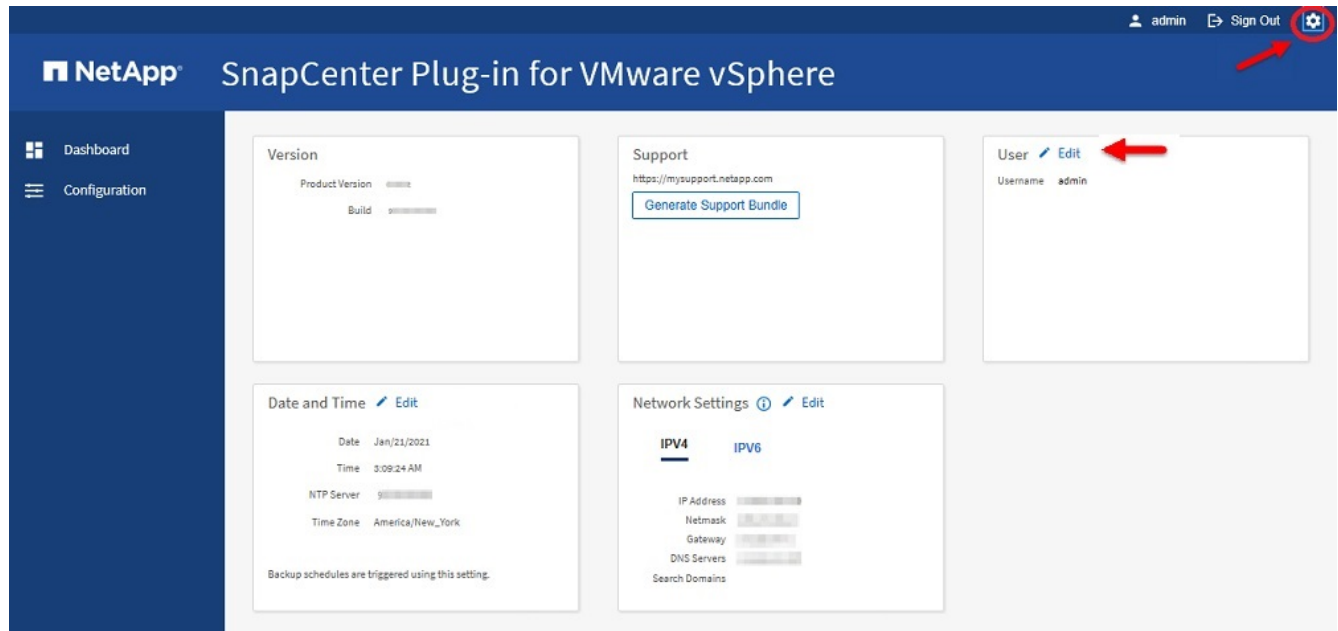 admin Sign Out
NetApp
SnapCenter Plug-in for VMware vSphere
Dashboard
Configuration
Version
Product Version
Build
Support
https://mysupport.netapp.com
Generate Support Bundle
User Edit
Username admin
Date and Time Edit
Date Jan/21/2021
Time 3:09:24 AM
NTP Server
Time Zone America/New_York
Backup schedules are triggered using this setting.
Network Settings Edit
IPV4 IPV6
IP Address
Netmask
Gateway
DNS Servers
Search Domains